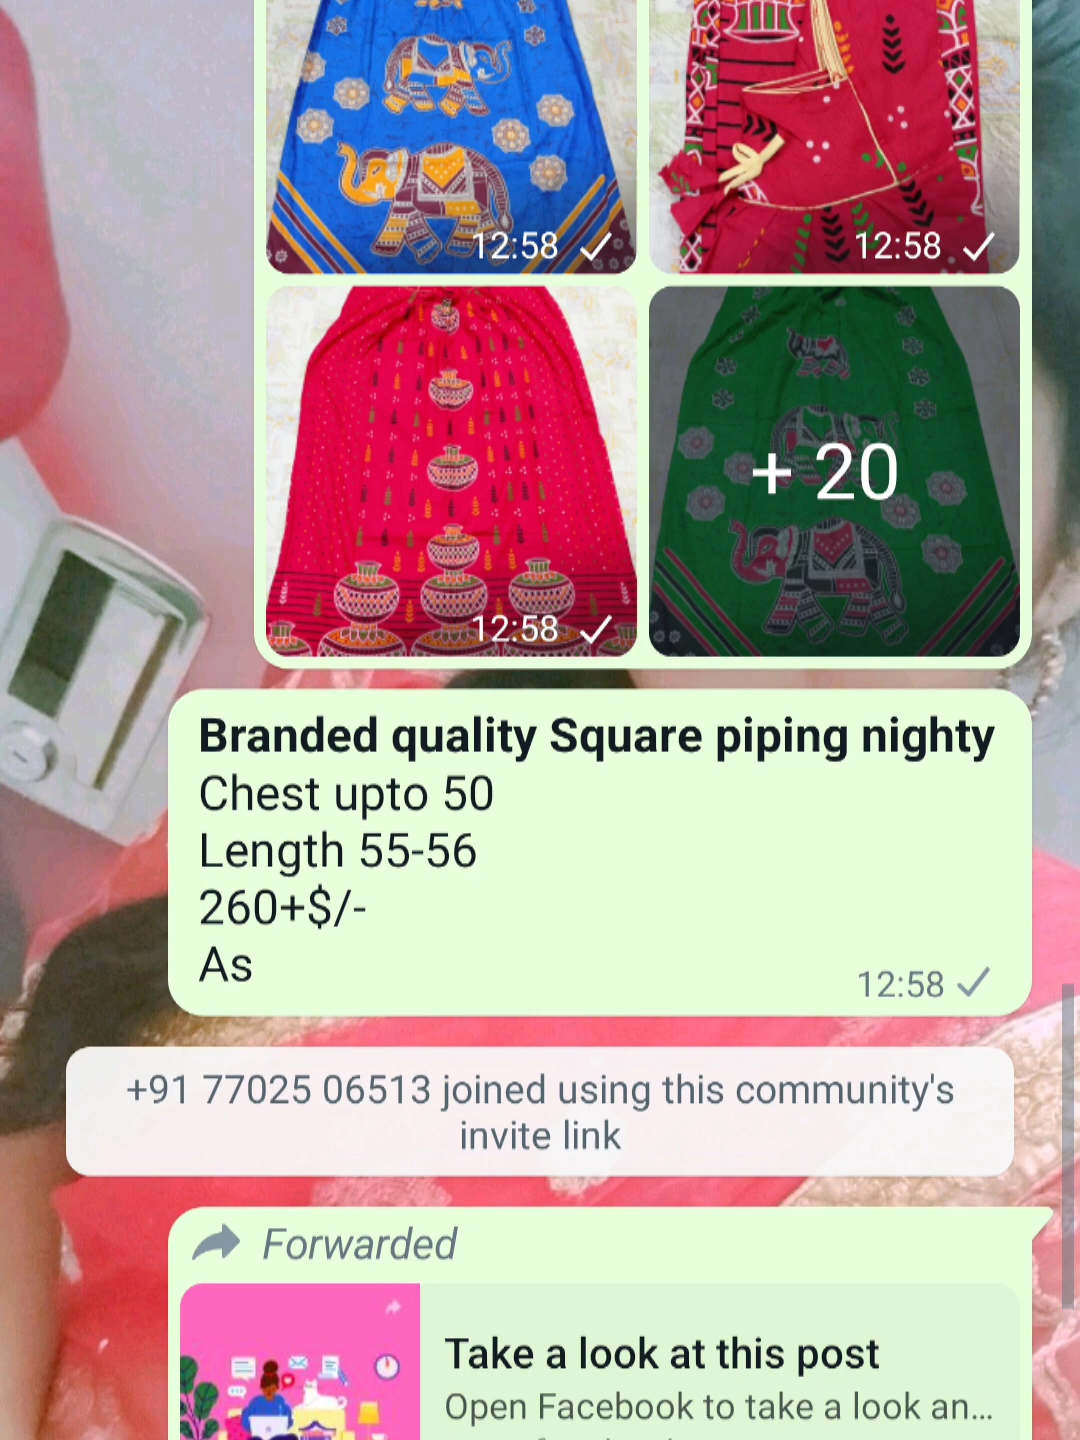 12:58
12:58
12:58
+ 20
Branded quality Square piping nighty
Chest upto 50
Length 55-56
260+$/-
As
12:58
+91 77025 06513 joined using this community's
invite link
Forwarded
Take a look at this post
Open Facebook to take a look an...